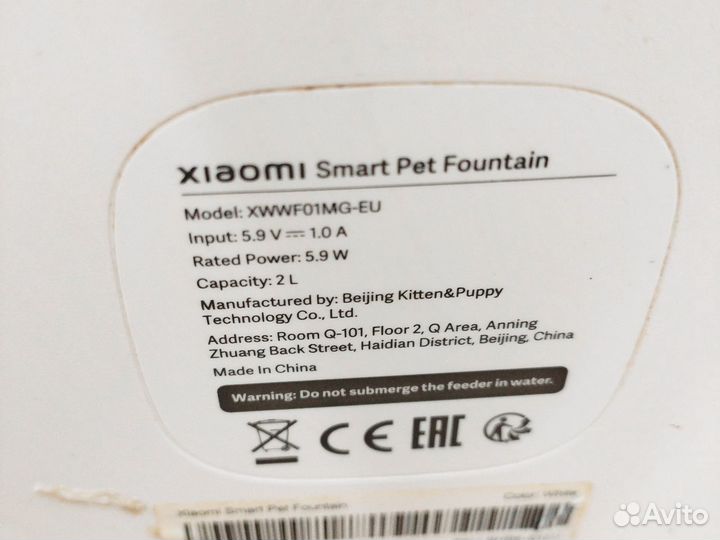 xiaomi Smart Pet Fountain
Model: XWWF01MG-EU
Input: 5.9 V ⎓ 1.0 A
Rated Power: 5.9 W
Capacity: 2 L
Manufactured by: Beijing Kitten&Puppy
Technology Co., Ltd.
Address: Room Q-101, Floor 2, Q Area, Anning
Zhuang Back Street, Haidian District, Beijing, China
Made In China
Warning: Do not submerge the feeder in water.
CE EAC
Xiaomi Smart Pet Fountain Color: White
Avito